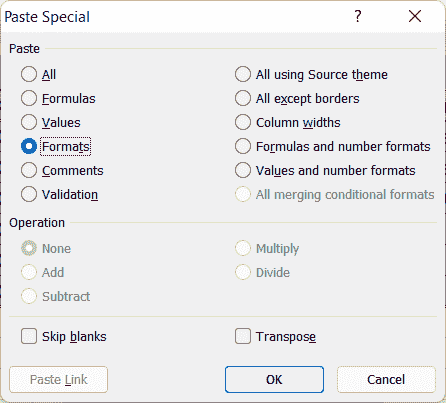 Paste Special
?
Paste
All
All using Source theme
Formulas
All except borders
Values
Column widths
Formats
Formulas and number formats
Comments
Values and number formats
Validation
All merging conditional formats
Operation
None
Multiply
Add
Divide
Subtract
Skip blanks
Transpose
Paste Link
OK
Cancel